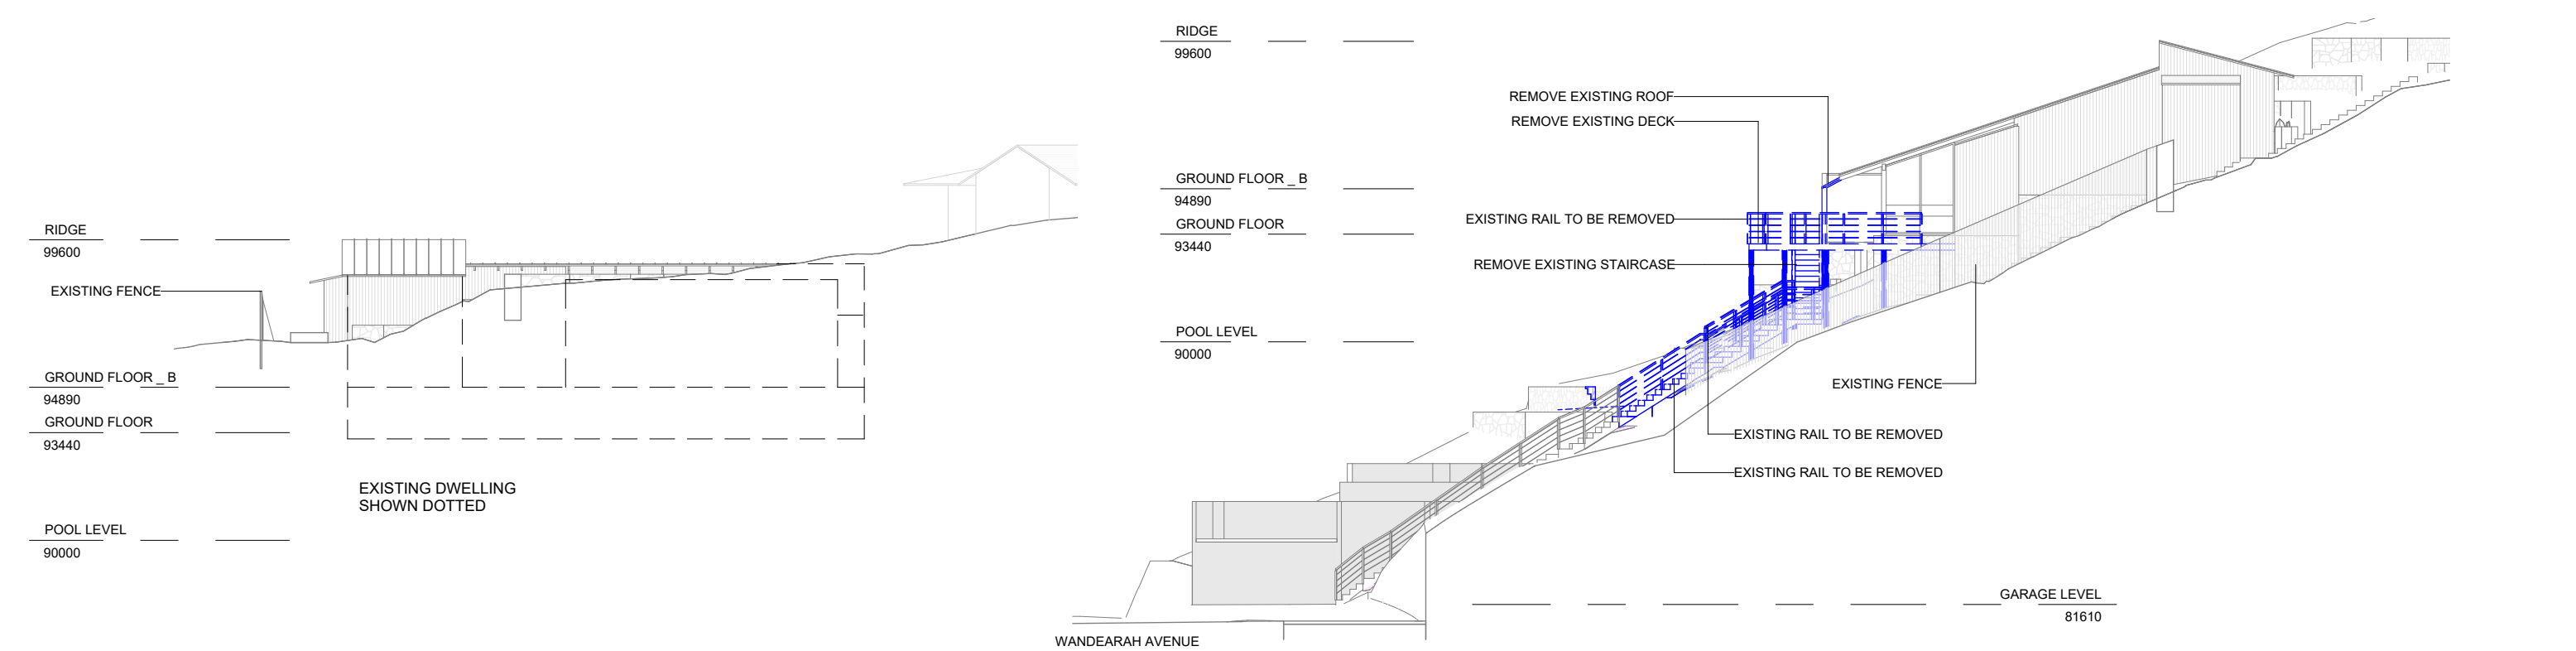 RIDGE
99600
EXISTING FENCE
GROUND FLOOR _ B
94890
GROUND FLOOR
93440
EXISTING DWELLING
SHOWN DOTTED
POOL LEVEL
90000
RIDGE
99600
REMOVE EXISTING ROOF
REMOVE EXISTING DECK
GROUND FLOOR _ B
94890
EXISTING RAIL TO BE REMOVED
GROUND FLOOR
93440
REMOVE EXISTING STAIRCASE
POOL LEVEL
90000
EXISTING FENCE
EXISTING RAIL TO BE REMOVED
EXISTING RAIL TO BE REMOVED
GARAGE LEVEL
81610
WANDEARAH AVENUE